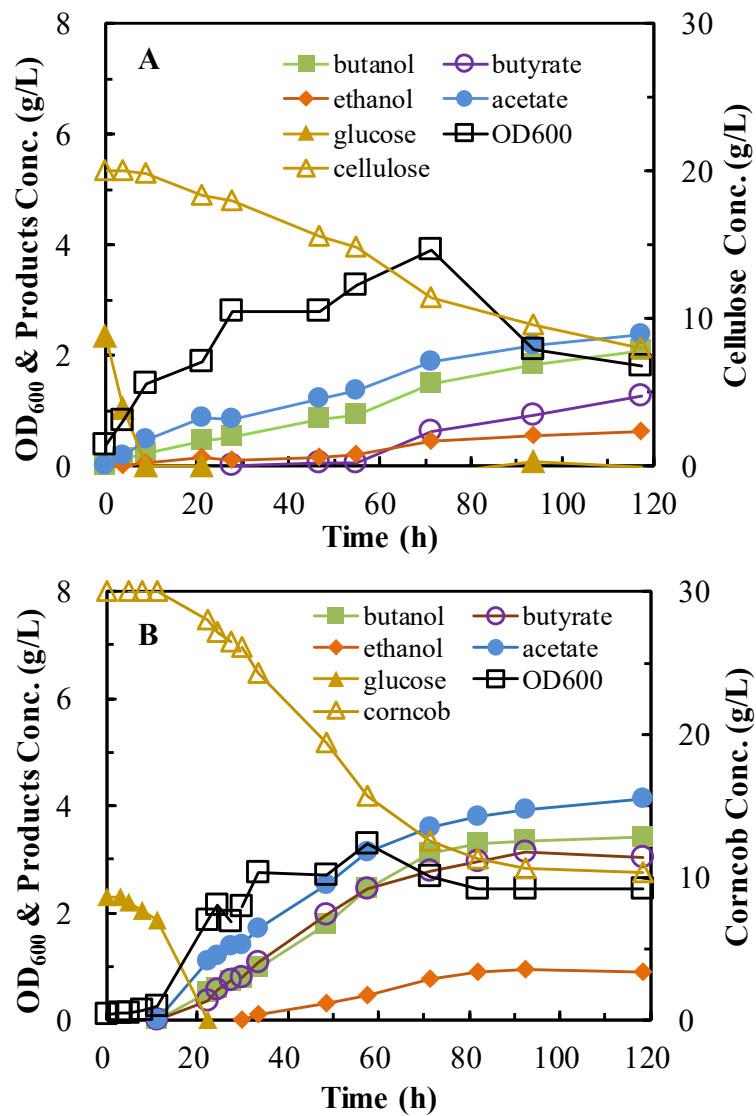 A
butanol butyrate
ethanol acetate
glucose OD600
cellulose
OD600 & Products Conc. (g/L)
8
6
4
2
0
Cellulose Conc. (g/L)
30
20
10
0
0 20 40 60 80 100 120
Time (h)
B
butanol butyrate
ethanol acetate
glucose OD600
corncob
OD600 & Products Conc. (g/L)
8
6
4
2
0
Corncob Conc. (g/L)
30
20
10
0
0 20 40 60 80 100 120
Time (h)